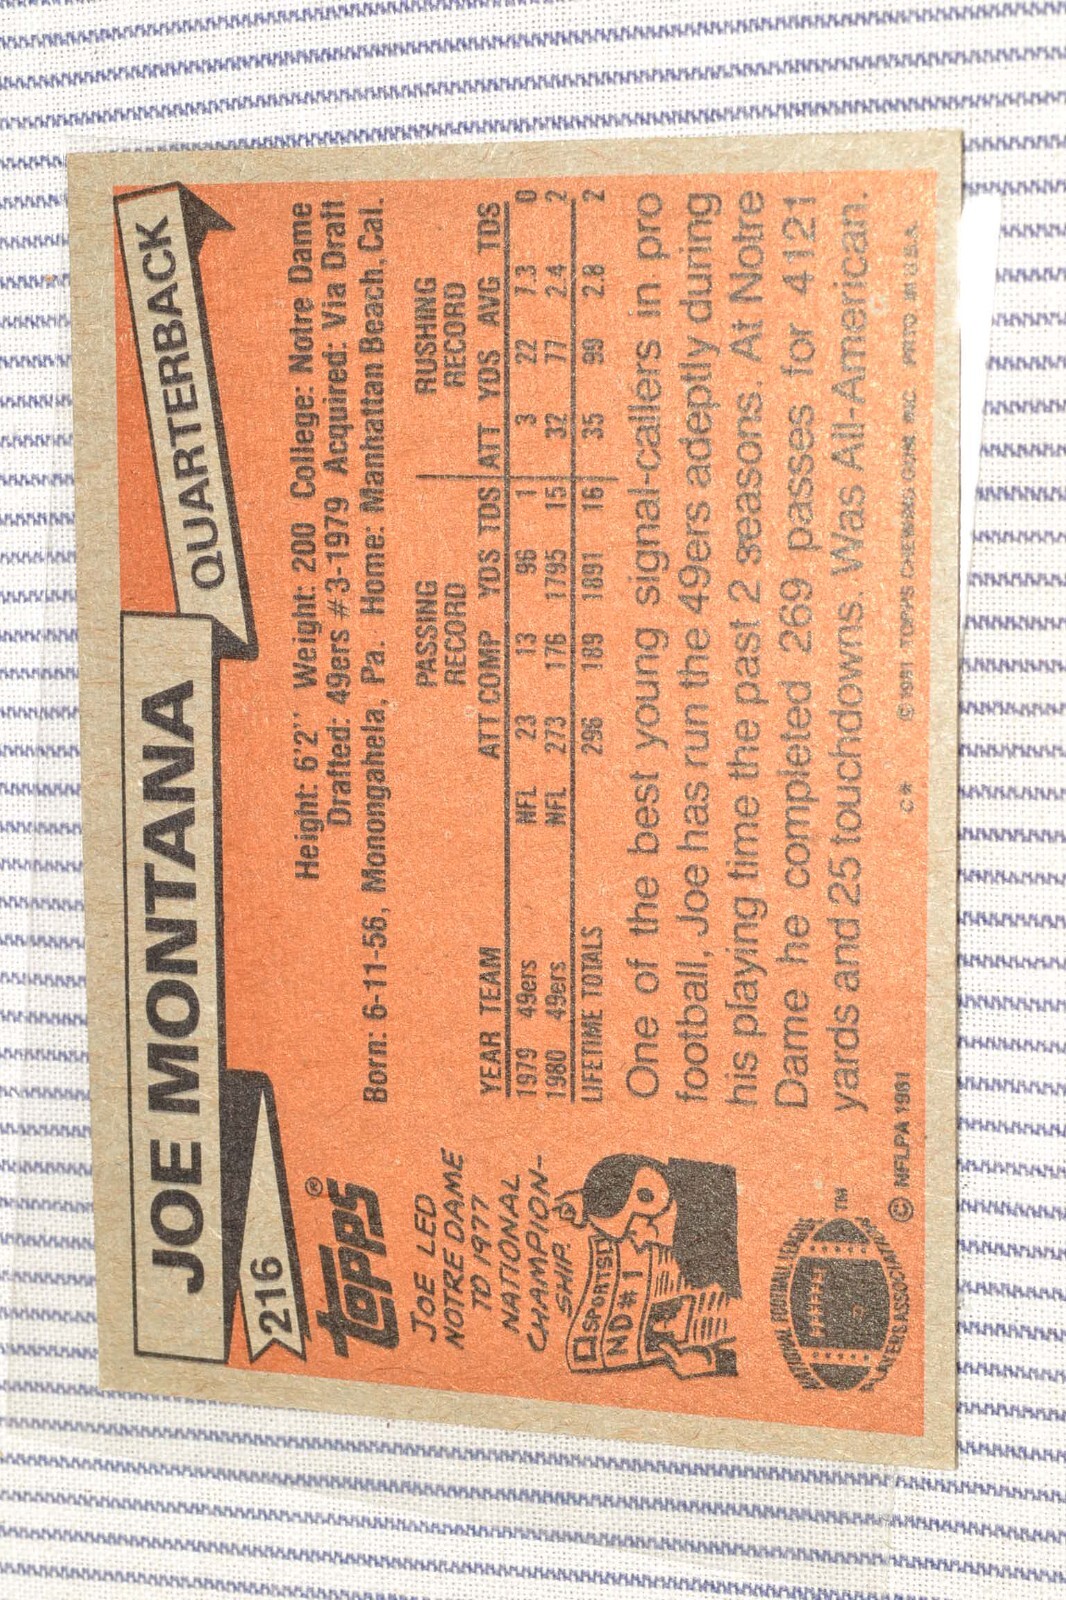 JOE MONTANA
QUARTERBACK
216
Topps®
Height: 6'2" Weight: 200 College: Notre Dame
Drafted: 49ers #3-1979 Acquired: Via Draft
Born: 6-11-56, Monongahela, Pa. Home: Manhattan Beach, Cal.
PASSING RECORD RUSHING RECORD
YEAR TEAM ATT COMP YDS TDS ATT YDS AVG TDS
1979 49ers NFL 23 13 96 1 3 22 7.3 0
1980 49ers NFL 273 176 1795 15 32 77 2.4 2
LIFETIME TOTALS 296 189 1891 16 35 99 2.8 2
One of the best young signal-callers in pro
football, Joe has run the 49ers adeptly during
his playing time the past 2 seasons. At Notre
Dame he completed 269 passes for 4121
yards and 25 touchdowns. Was All-American.
JOE LED
NOTRE DAME
TO 1977
NATIONAL
CHAMPION-
SHIP.
SPORTS!
ND #1
NATIONAL FOOTBALL LEAGUE
PLAYERS ASSOCIATION
TM
© NFLPA 1981
C* © 1981 TOPPS CHEWING GUM, INC. PRTD. IN U.S.A.